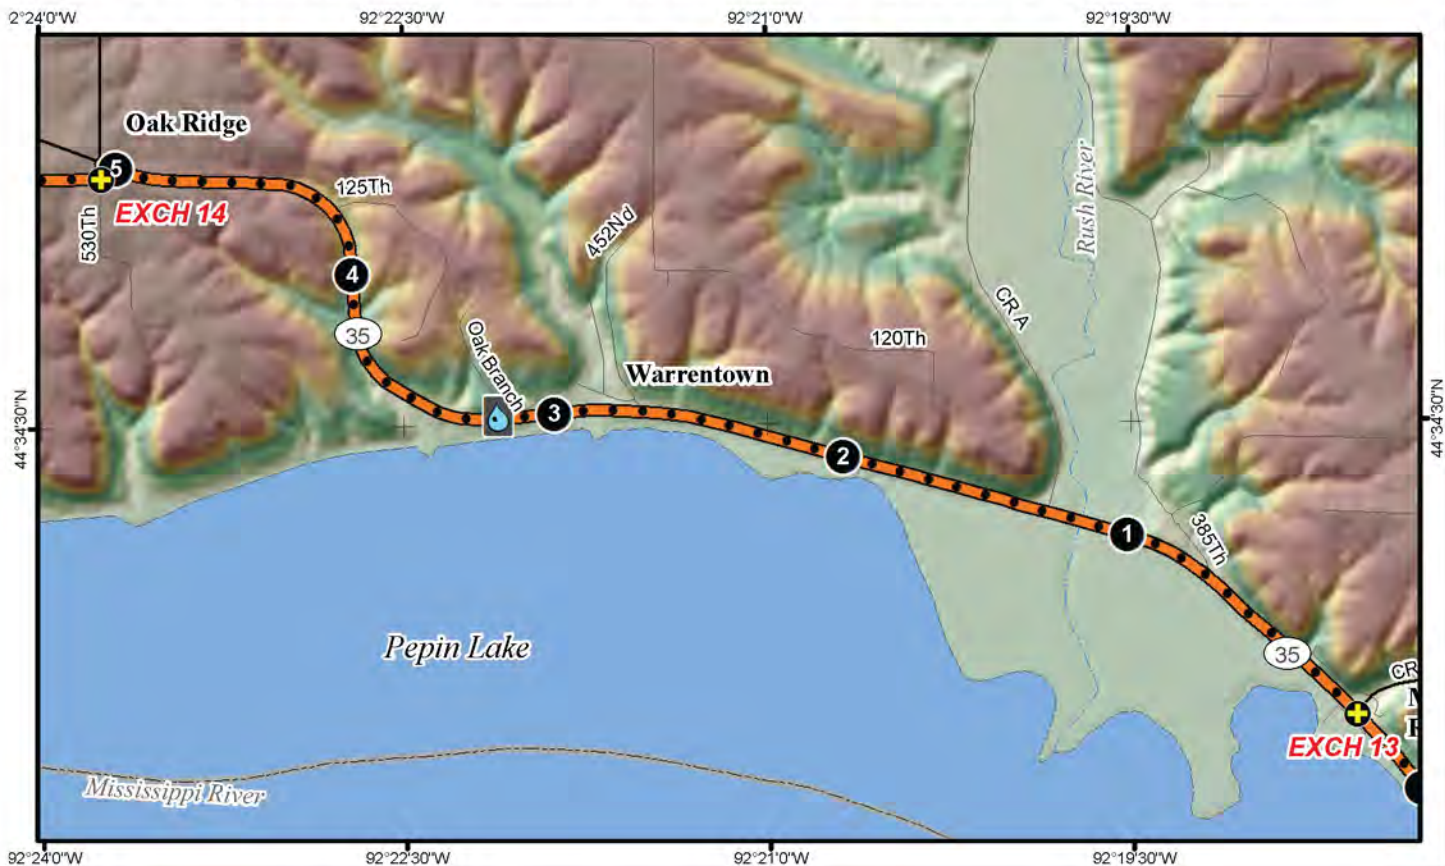 2°24'0"W 92°22'30"W 92°21'0"W 92°19'30"W
Oak Ridge
5
EXCH 14
125Th
530Th
452Nd
Rush River
4
35
CR A
120Th
Oak Branch
Warrentown
3
2
44°34'30"N
44°34'30"N
1
385Th
35
Pepin Lake
CR
EXCH 13
Mississippi River
92°24'0"W 92°22'30"W 92°21'0"W 92°19'30"W